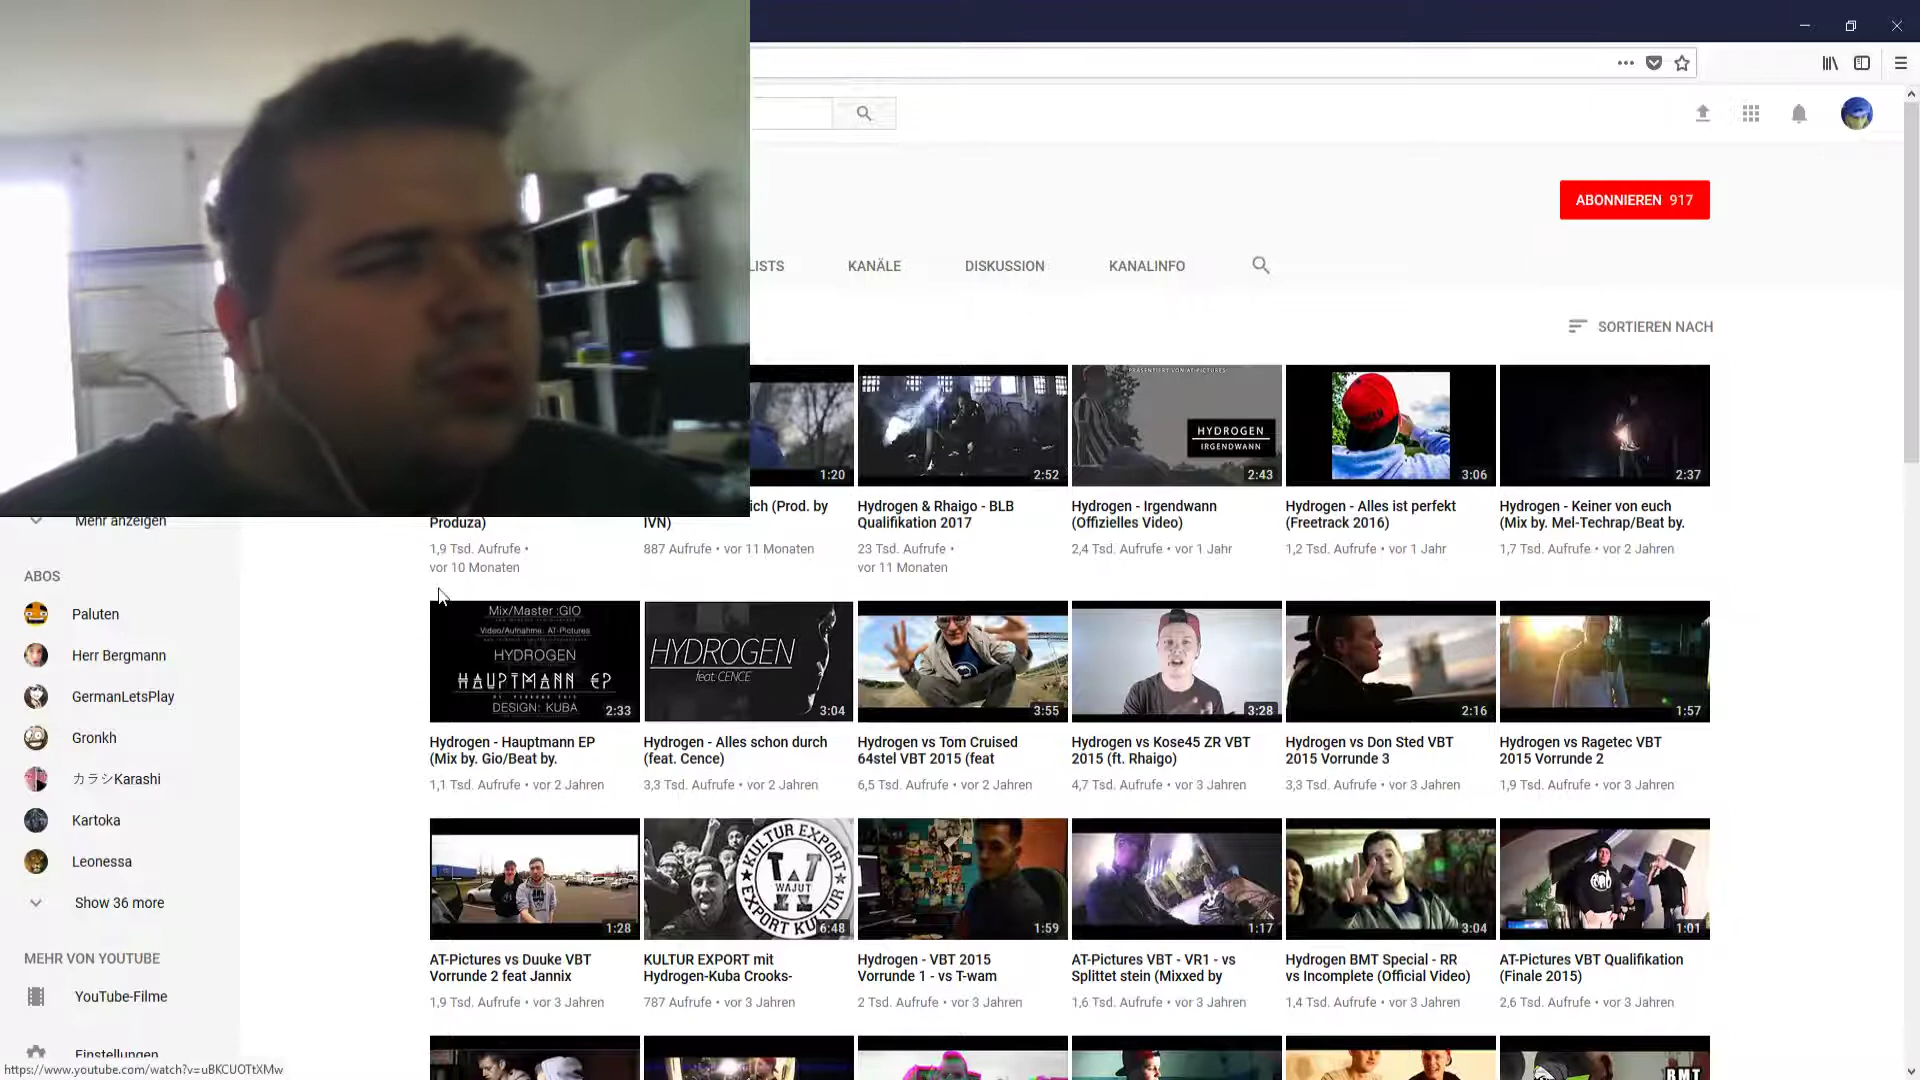 ABONNIEREN 917
LISTS
KANÄLE
DISKUSSION
KANALINFO
SORTIEREN NACH
1:20
2:52
PRÄSENTIERT VON AT-PICTURES
HYDROGEN
IRGENDWANN
2:43
3:06
2:37
Produza)
1,9 Tsd. Aufrufe •
vor 10 Monaten
ich (Prod. by
IVN)
887 Aufrufe • vor 11 Monaten
Hydrogen & Rhaigo - BLB
Qualifikation 2017
23 Tsd. Aufrufe •
vor 11 Monaten
Hydrogen - Irgendwann
(Offizielles Video)
2,4 Tsd. Aufrufe • vor 1 Jahr
Hydrogen - Alles ist perfekt
(Freetrack 2016)
1,2 Tsd. Aufrufe • vor 1 Jahr
Hydrogen - Keiner von euch
(Mix by. Mel-Techrap/Beat by.
1,7 Tsd. Aufrufe • vor 2 Jahren
Mehr anzeigen
ABOS
Paluten
Herr Bergmann
GermanLetsPlay
Gronkh
カラシKarashi
Kartoka
Leonessa
Show 36 more
MEHR VON YOUTUBE
YouTube-Filme
Einstellungen
Mix/Master :GIO
Video/Aufnahme: AT-Pictures
HYDROGEN
HAUPTMANN EP
DESIGN: KUBA
2:33
HYDROGEN
feat. CENCE
3:04
3:55
3:28
2:16
1:57
Hydrogen - Hauptmann EP
(Mix by. Gio/Beat by.
1,1 Tsd. Aufrufe • vor 2 Jahren
Hydrogen - Alles schon durch
(feat. Cence)
3,3 Tsd. Aufrufe • vor 2 Jahren
Hydrogen vs Tom Cruised
64stel VBT 2015 (feat
6,5 Tsd. Aufrufe • vor 2 Jahren
Hydrogen vs Kose45 ZR VBT
2015 (ft. Rhaigo)
4,7 Tsd. Aufrufe • vor 3 Jahren
Hydrogen vs Don Sted VBT
2015 Vorrunde 3
3,3 Tsd. Aufrufe • vor 3 Jahren
Hydrogen vs Ragetec VBT
2015 Vorrunde 2
1,9 Tsd. Aufrufe • vor 3 Jahren
1:28
KULTUR EXPORT
WAJUT
EXPORT KULTUR
6:48
1:59
1:17
3:04
1:01
AT-Pictures vs Duuke VBT
Vorrunde 2 feat Jannix
1,9 Tsd. Aufrufe • vor 3 Jahren
KULTUR EXPORT mit
Hydrogen-Kuba Crooks-
787 Aufrufe • vor 3 Jahren
Hydrogen - VBT 2015
Vorrunde 1 - vs T-wam
2 Tsd. Aufrufe • vor 3 Jahren
AT-Pictures VBT - VR1 - vs
Splittet stein (Mixxed by
1,6 Tsd. Aufrufe • vor 3 Jahren
Hydrogen BMT Special - RR
vs Incomplete (Official Video)
1,4 Tsd. Aufrufe • vor 3 Jahren
AT-Pictures VBT Qualifikation
(Finale 2015)
2,6 Tsd. Aufrufe • vor 3 Jahren
BMT
https://www.youtube.com/watch?v=uBKCUOTtXMw